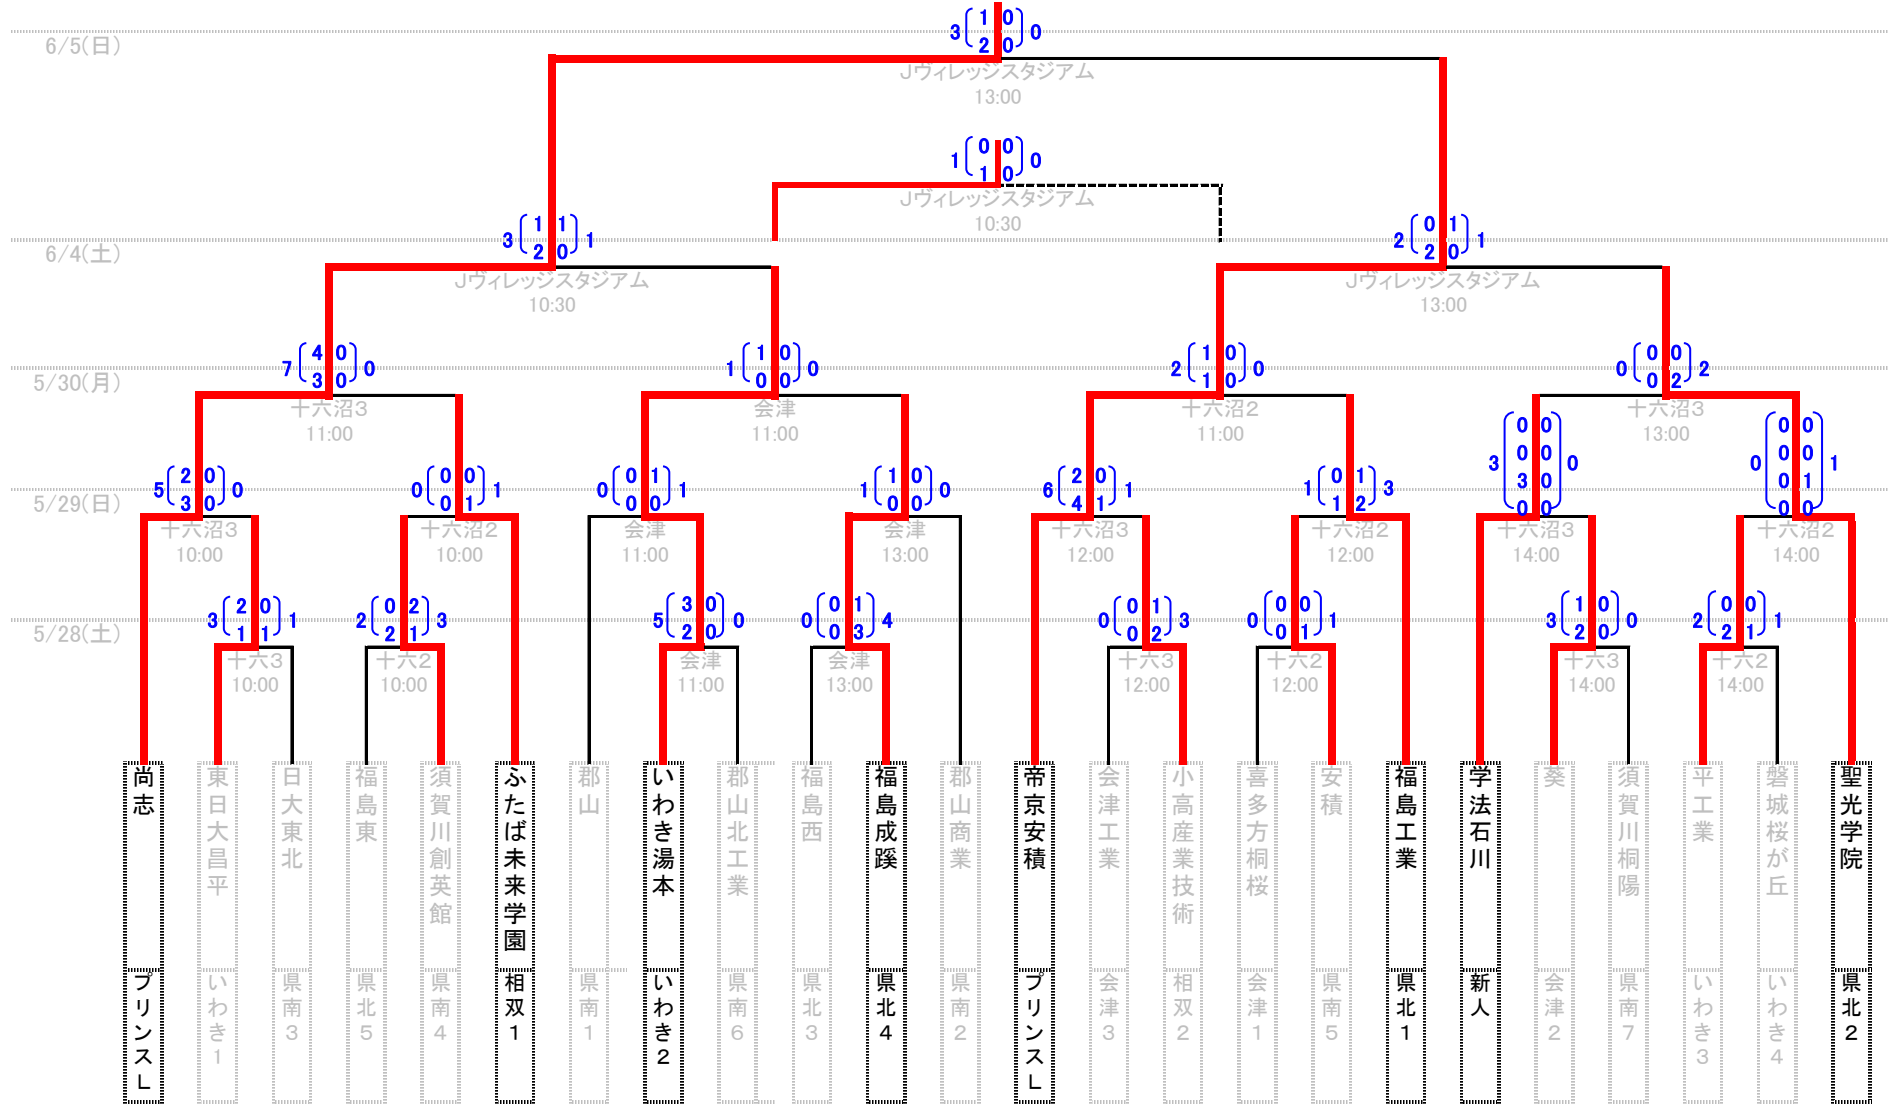 6/5(日)
3 1 0 0
2 0
Jヴィレッジスタジアム
13:00
1 0 0 0
1 0
Jヴィレッジスタジアム
10:30
6/4(土)
3 1 1 1
2 0
Jヴィレッジスタジアム
10:30
2 0 1 1
2 0
Jヴィレッジスタジアム
13:00
5/30(月)
7 4 0 0
3 0
十六沼3
11:00
1 1 0 0
0 0
会津
11:00
2 1 0 0
1 0
十六沼2
11:00
0 0 0 2
0 2
十六沼3
13:00
5/29(日)
5 2 0 0
3 0
十六沼3
10:00
0 0 0 1
0 1
十六沼2
10:00
0 0 1 1
0 0
会津
11:00
1 1 0 0
0 0
会津
13:00
6 2 0 1
4 1
十六沼3
12:00
1 0 1 3
1 2
十六沼2
12:00
0 0
0 0
3 0
3 0
0 0
十六沼3
14:00
0 0
0 0
0 1
0 1
0 0
十六沼2
14:00
5/28(土)
3 2 0 1
1 1
十六3
10:00
2 0 2 3
2 1
十六2
10:00
5 3 0 0
2 0
会津
11:00
0 0 1 4
0 3
会津
13:00
0 0 1 3
0 2
十六3
12:00
0 0 0 1
0 1
十六2
12:00
3 1 0 0
2 0
十六3
14:00
2 0 0 1
2 1
十六2
14:00
尚志
プリンスL
東日大昌平
いわき1
日大東北
県南3
福島東
県北5
須賀川創英館
県南4
ふたば未来学園
相双1
郡山
県南1
いわき湯本
いわき2
郡山北工業
県南6
福島西
県北3
福島成蹊
県北4
郡山商業
県南2
帝京安積
プリンスL
会津工業
会津3
小高産業技術
相双2
喜多方桐桜
会津1
安積
県南5
福島工業
県北1
学法石川
新人
葵
会津2
須賀川桐陽
県南7
平工業
いわき3
磐城桜が丘
いわき4
聖光学院
県北2